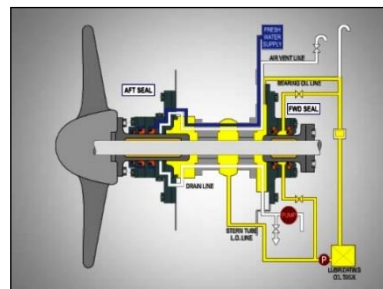 FRESH
WATER
SUPPLY
AIR VENT LINE
AFT SEAL
BEARING OIL LINE
FWD SEAL
DRAIN LINE
PUMP
STERN TUBE
L.O. LINE
P
LUBRICATING
OIL TANK